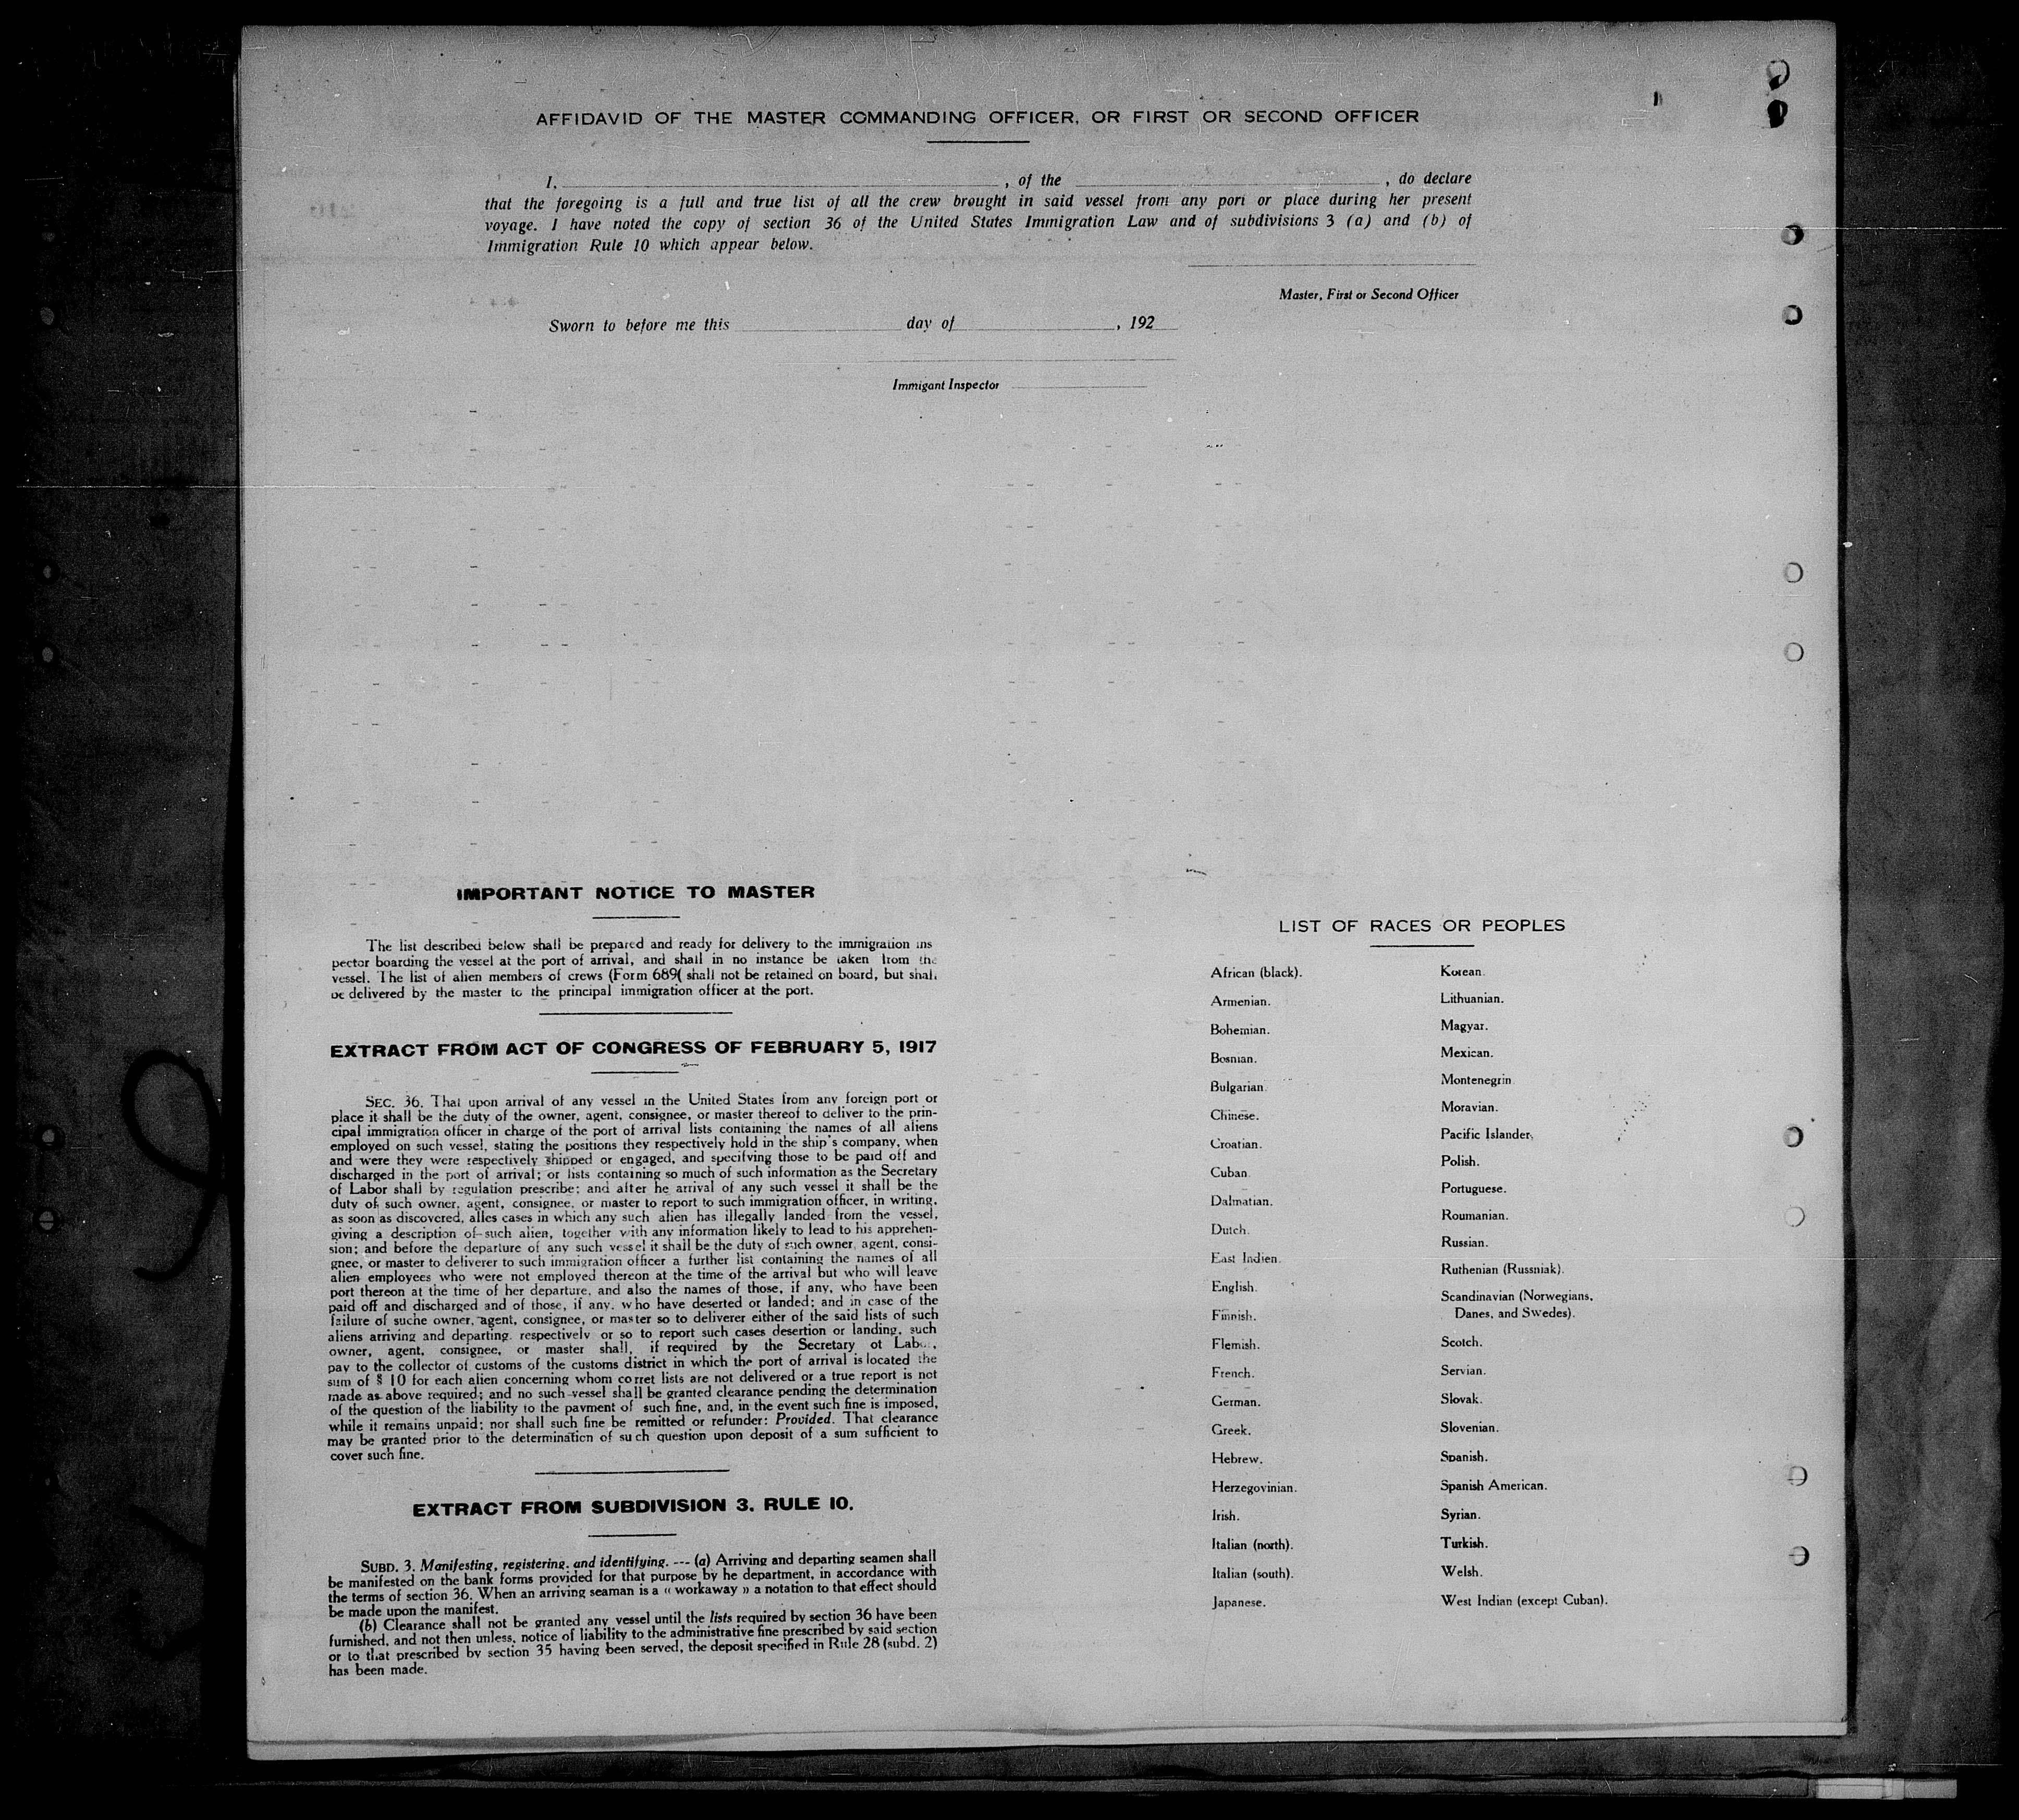 AFFIDAVID OF THE MASTER COMMANDING OFFICER, OR FIRST OR SECOND OFFICER
I, , of the , do declare
that the foregoing is a full and true list of all the crew brought in said vessel from any port or place during her present
voyage. I have noted the copy of section 36 of the United States Immigration Law and of subdivisions 3 (a) and (b) of
Immigration Rule 10 which appear below.
Master, First or Second Officer
Sworn to before me this day of , 192
Immigant Inspector
IMPORTANT NOTICE TO MASTER
The list described below shall be prepared and ready for delivery to the immigration ins
pector boarding the vessel at the port of arrival, and shall in no instance be taken from the
vessel. The list of alien members of crews (Form 689( shall not be retained on board, but shall
be delivered by the master to the principal immigration officer at the port.
EXTRACT FROM ACT OF CONGRESS OF FEBRUARY 5, 1917
SEC. 36. That upon arrival of any vessel in the United States from any foreign port or
place it shall be the duty of the owner, agent, consignee, or master thereof to deliver to the prin-
cipal immigration officer in charge of the port of arrival lists containing the names of all aliens
employed on such vessel, stating the positions they respectively hold in the ship's company, when
and were they were respectively shipped or engaged, and specifying those to be paid off and
discharged in the port of arrival; or lists containing so much of such information as the Secretary
of Labor shall by regulation prescribe; and after he arrival of any such vessel it shall be the
duty of such owner, agent, consignee, or master to report to such immigration officer, in writing,
as soon as discovered, alles cases in which any such alien has illegally landed from the vessel,
giving a description of such alien, together with any information likely to lead to his apprehen-
sion; and before the departure of any such vessel it shall be the duty of such owner, agent, consi-
gnee, or master to deliverer to such immigration officer a further list containing the names of all
alien employees who were not employed thereon at the time of the arrival but who will leave
port thereon at the time of her departure, and also the names of those, if any, who have been
paid off and discharged and of those, if any, who have deserted or landed; and in case of the
failure of suche owner, agent, consignee, or master so to deliverer either of the said lists of such
aliens arriving and departing, respectively or so to report such cases desertion or landing, such
owner, agent, consignee, or master shall, if required by the Secretary of Labor,
pay to the collector of customs of the customs district in which the port of arrival is located the
sum of $ 10 for each alien concerning whom corret lists are not delivered or a true report is not
made as above required; and no such vessel shall be granted clearance pending the determination
of the question of the liability to the payment of such fine, and, in the event such fine is imposed,
while it remains unpaid; nor shall such fine be remitted or refunder: Provided. That clearance
may be granted prior to the determination of such question upon deposit of a sum sufficient to
cover such fine.
EXTRACT FROM SUBDIVISION 3, RULE 10.
SUBD. 3. Manifesting, registering, and identifying. --- (a) Arriving and departing seamen shall
be manifested on the bank forms provided for that purpose by he department, in accordance with
the terms of section 36. When an arriving seaman is a « workaway » a notation to that effect should
be made upon the manifest.
(b) Clearance shall not be granted any vessel until the lists required by section 36 have been
furnished, and not then unless, notice of liability to the administrative fine prescribed by said section
or to that prescribed by section 35 having been served, the deposit specified in Rule 28 (subd. 2)
has been made.
LIST OF RACES OR PEOPLES
African (black).
Armenian.
Bohemian.
Bosnian.
Bulgarian.
Chinese.
Croatian.
Cuban
Dalmatian.
Dutch.
East Indien.
English.
Finnish.
Flemish.
French.
German.
Greek.
Hebrew.
Herzegovinian.
Irish.
Italian (north).
Italian (south).
Japanese.
Korean.
Lithuanian.
Magyar.
Mexican.
Montenegrin
Moravian.
Pacific Islander.
Polish.
Portuguese.
Roumanian.
Russian.
Ruthenian (Russniak).
Scandinavian (Norwegians,
Danes, and Swedes).
Scotch.
Servian.
Slovak.
Slovenian.
Spanish.
Spanish American.
Syrian.
Turkish.
Welsh.
West Indian (except Cuban).